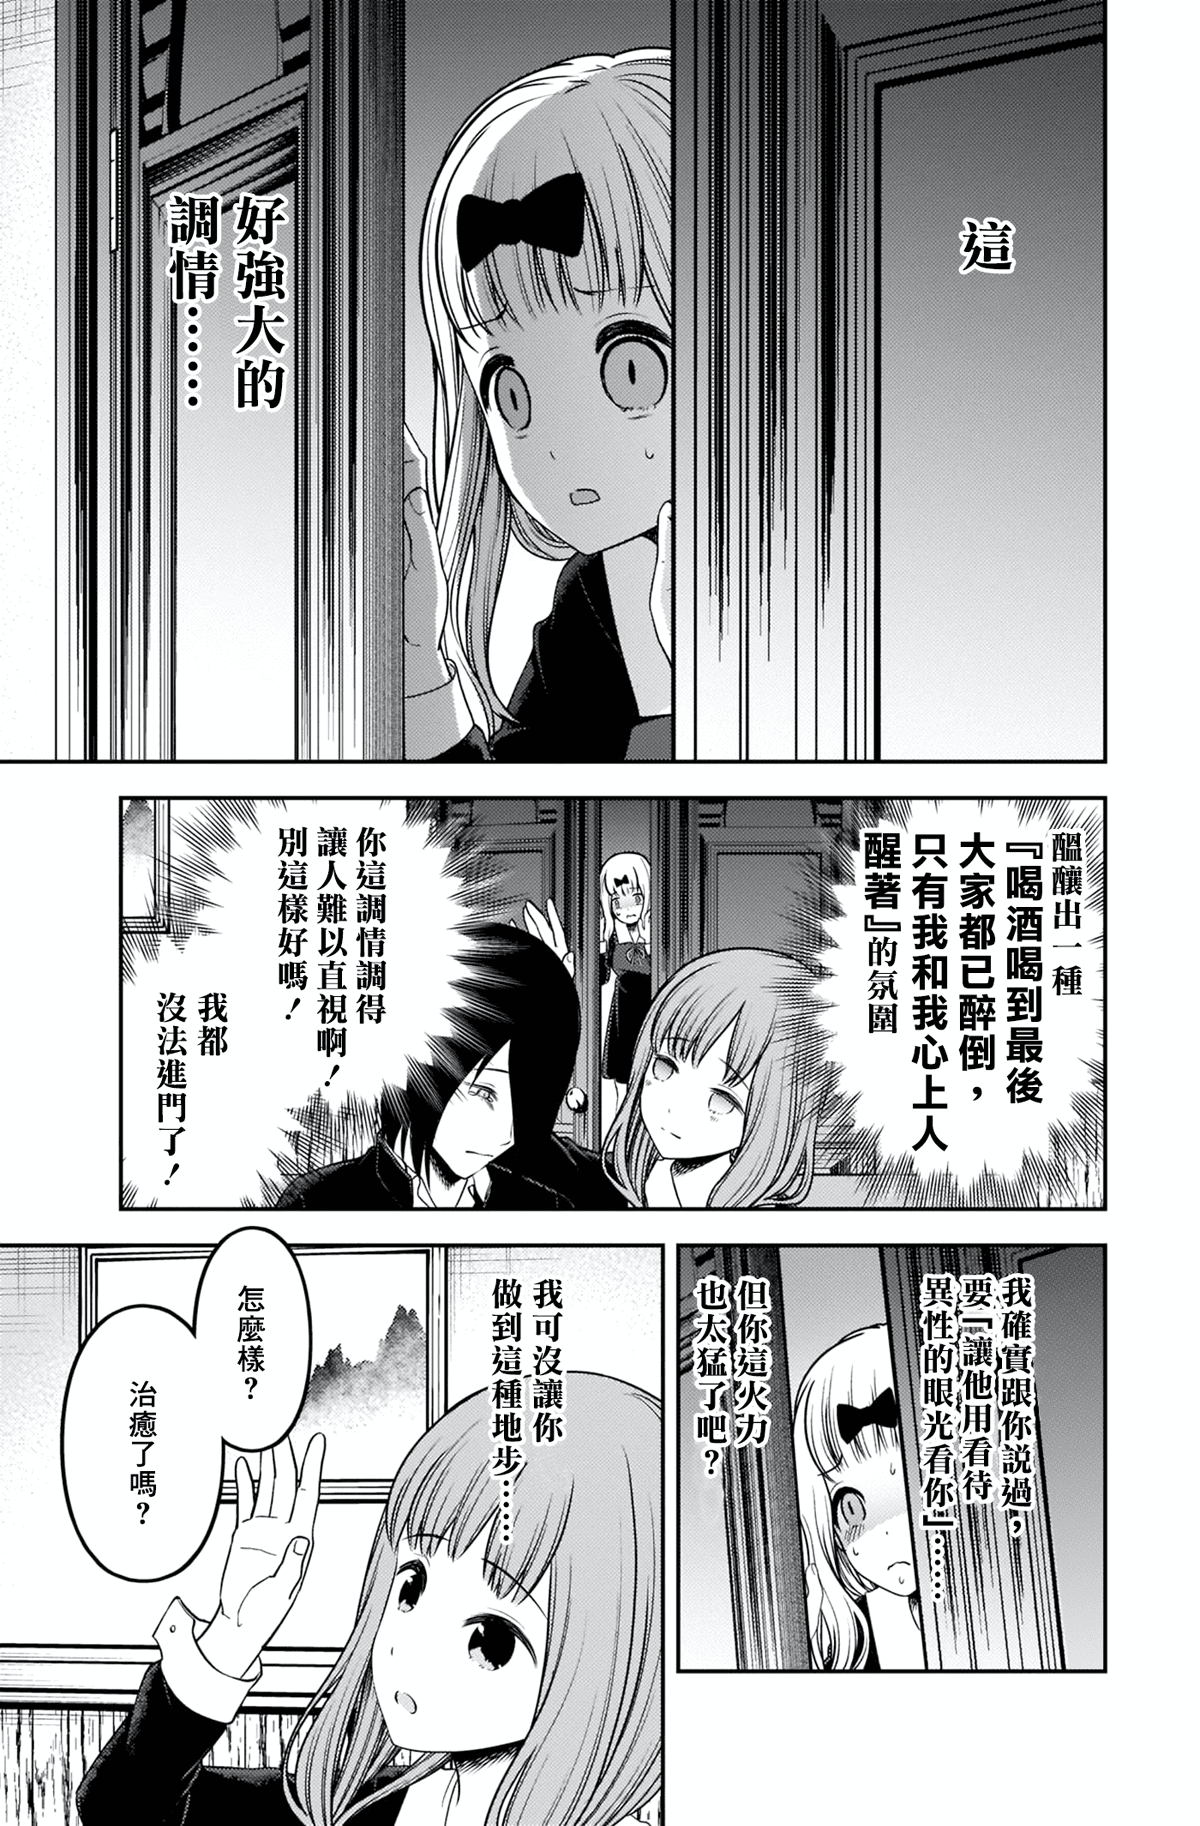 這
好強大的
調情⋯⋯
醞釀出一種
『喝酒喝到最後
大家都已醉倒，
只有我和我心上人
醒著』的氛圍
你這調情調得
讓人難以直視啊！
別這樣好嗎！
我都
沒法進門了！
我確實跟你說過，
要「讓他用看待
異性的眼光看你」⋯⋯
但你這火力
也太猛了吧？
我可沒讓你
做到這種地步⋯⋯
怎麼樣？
治癒了嗎？